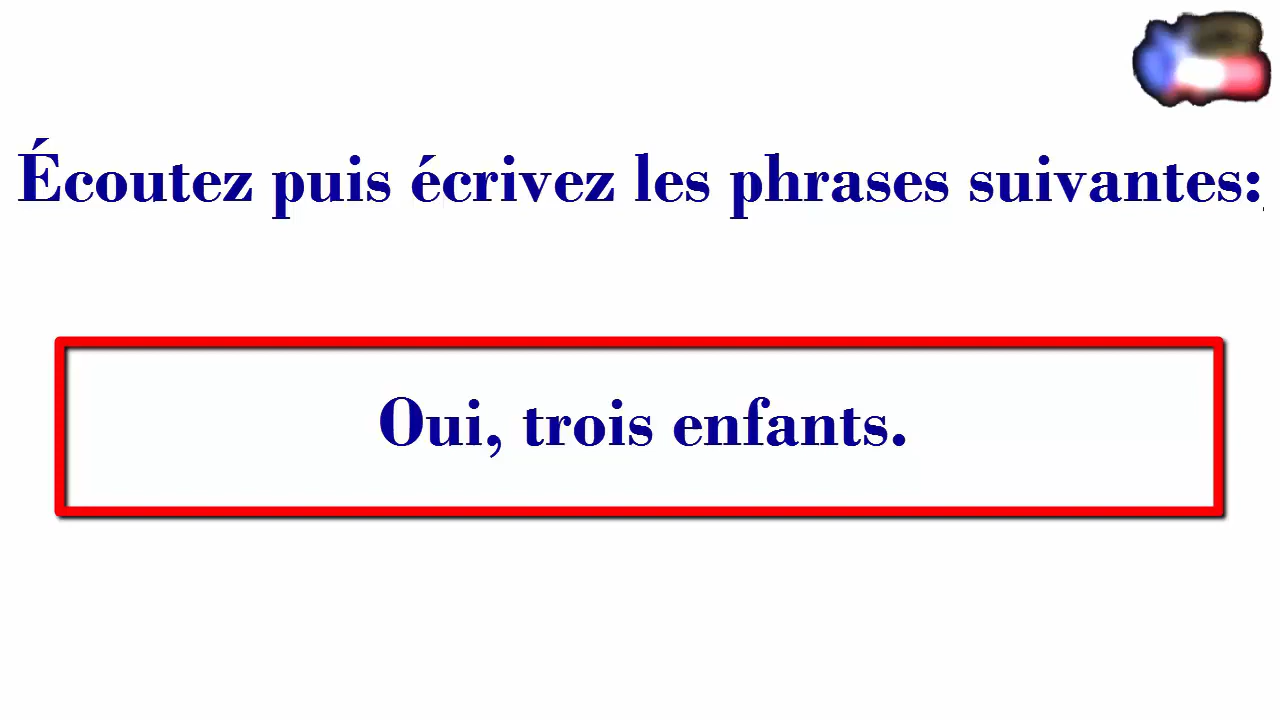 Écoutez puis écrivez les phrases suivantes:
Oui, trois enfants.